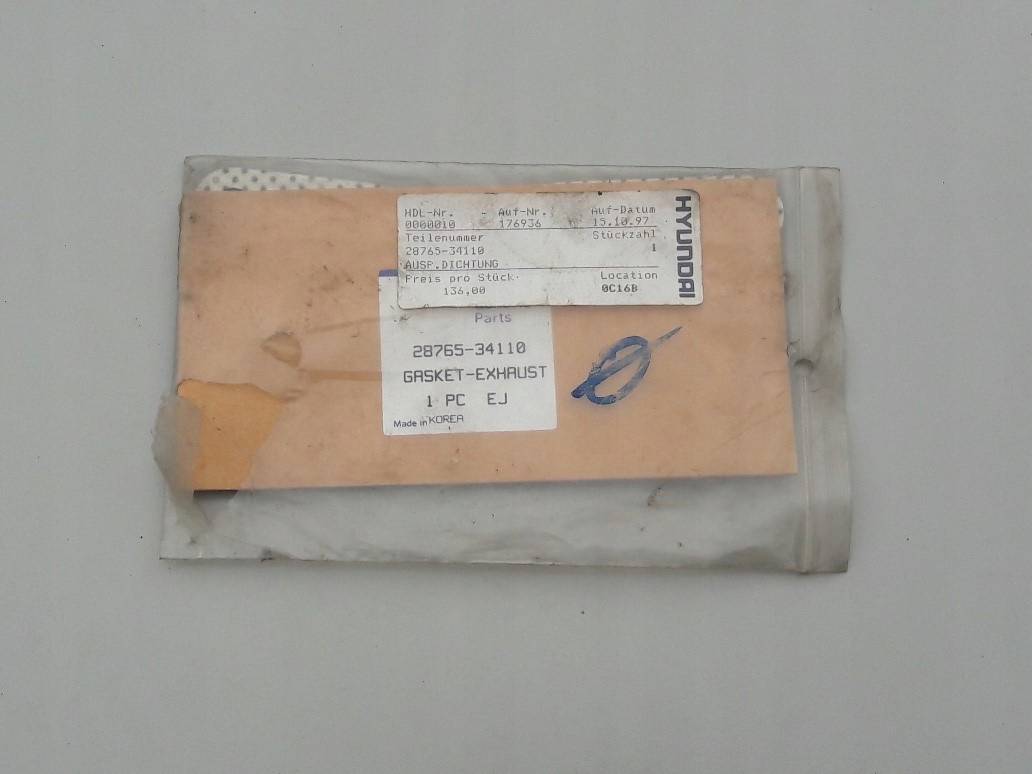 HDL-Nr. - Auf-Nr. Auf-Datum
0000010 176936 15.10.97
Teilenummer Stückzahl
28765-34110 1
AUSP.DICHTUNG
Preis pro Stück Location
136,00 0C16B
HYUNDAI
Parts
28765-34110
GASKET-EXHAUST
1 PC EJ
Made in KOREA